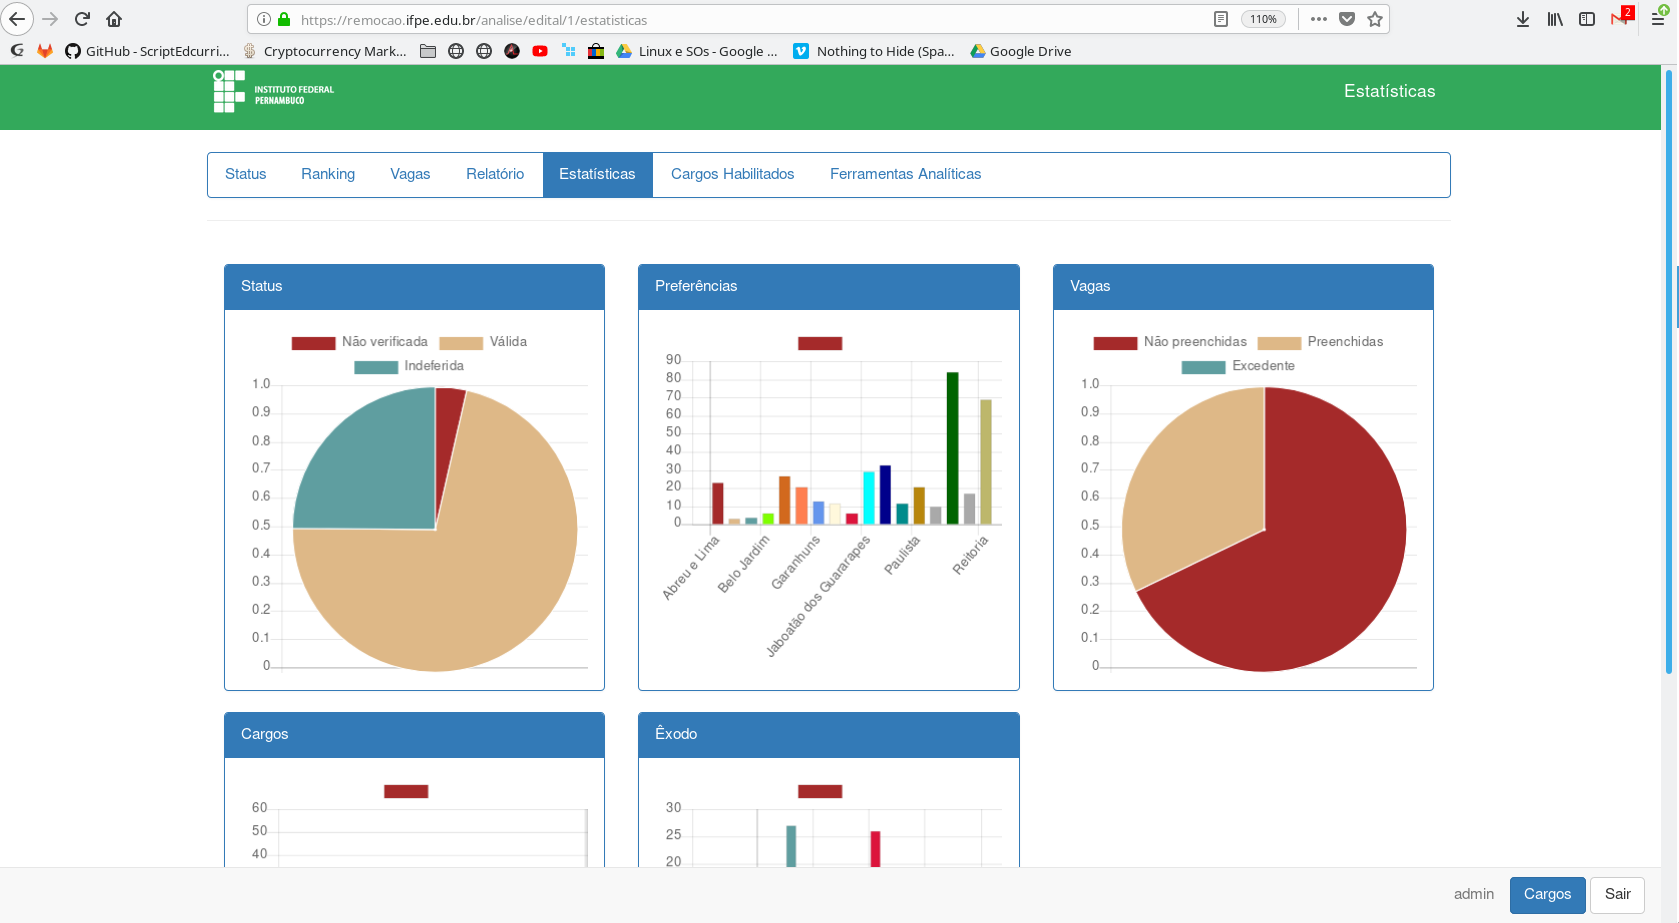 https://remocao.ifpe.edu.br/analise/edital/1/estatisticas
110%
2
GitHub - ScriptEdcurri...
Cryptocurrency Mark...
Linux e SOs - Google ...
Nothing to Hide (Spa...
Google Drive
INSTITUTO FEDERAL
PERNAMBUCO
Estatísticas
Status
Ranking
Vagas
Relatório
Estatísticas
Cargos Habilitados
Ferramentas Analíticas
Status
Não verificada
Válida
Indeferida
1.0
0.9
0.8
0.7
0.6
0.5
0.4
0.3
0.2
0.1
0
Preferências
90
80
70
60
50
40
30
20
10
0
Abreu e Lima
Belo Jardim
Garanhuns
Jaboatão dos Guararapes
Paulista
Reitoria
Vagas
Não preenchidas
Preenchidas
Excedente
1.0
0.9
0.8
0.7
0.6
0.5
0.4
0.3
0.2
0.1
0
Cargos
60
50
40
Êxodo
30
25
20
admin
Cargos
Sair